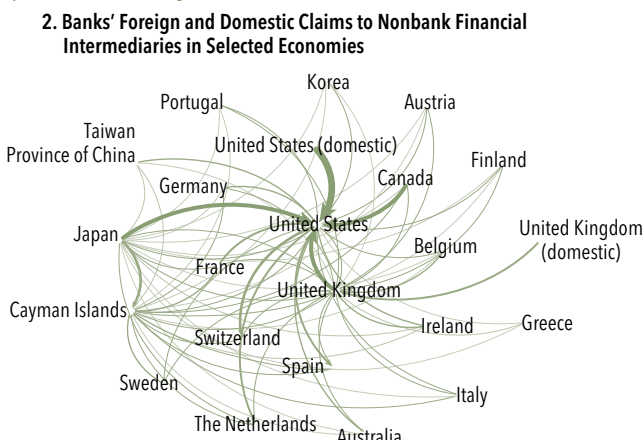 2. Banks’ Foreign and Domestic Claims to Nonbank Financial
Intermediaries in Selected Economies
Korea
Portugal
Austria
Taiwan
Province of China
United States (domestic)
Finland
Canada
Germany
United States
United Kingdom
(domestic)
Japan
Belgium
France
United Kingdom
Cayman Islands
Ireland
Greece
Switzerland
Spain
Sweden
Italy
The Netherlands
Australia